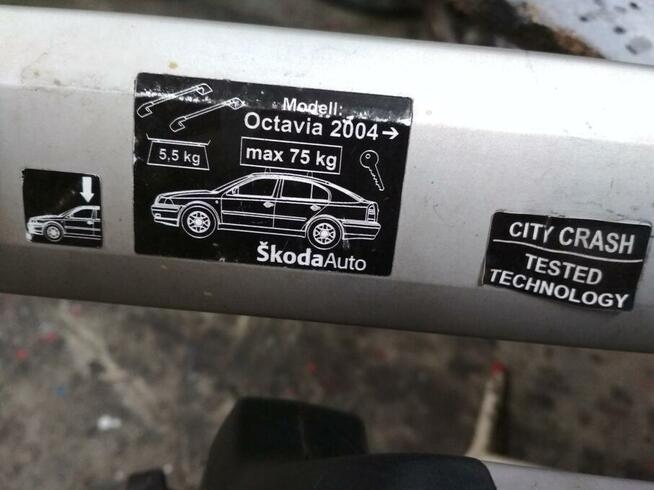 Modell:
Octavia 2004→
5,5 kg
max 75 kg
ŠkodaAuto
CITY CRASH
TESTED
TECHNOLOGY